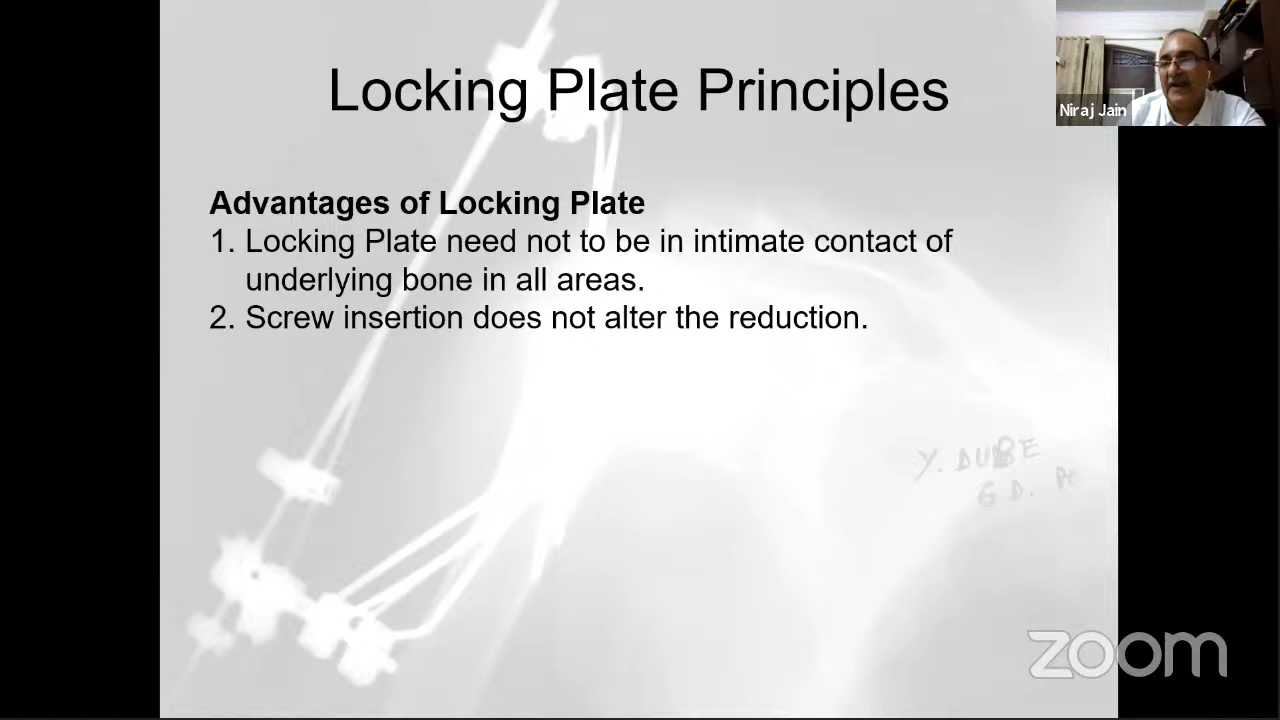 Locking Plate Principles
Niraj Jain
Advantages of Locking Plate
1. Locking Plate need not to be in intimate contact of
underlying bone in all areas.
2. Screw insertion does not alter the reduction.
Y. DUBE
G D.
zoom